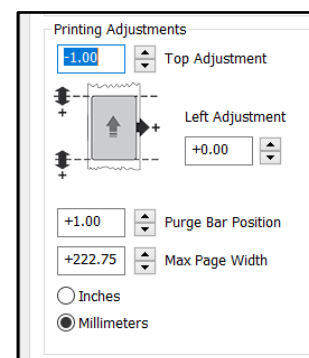 Printing Adjustments
-1.00 Top Adjustment
+
+
Left Adjustment
+0.00
+
+1.00 Purge Bar Position
+222.75 Max Page Width
Inches
Millimeters